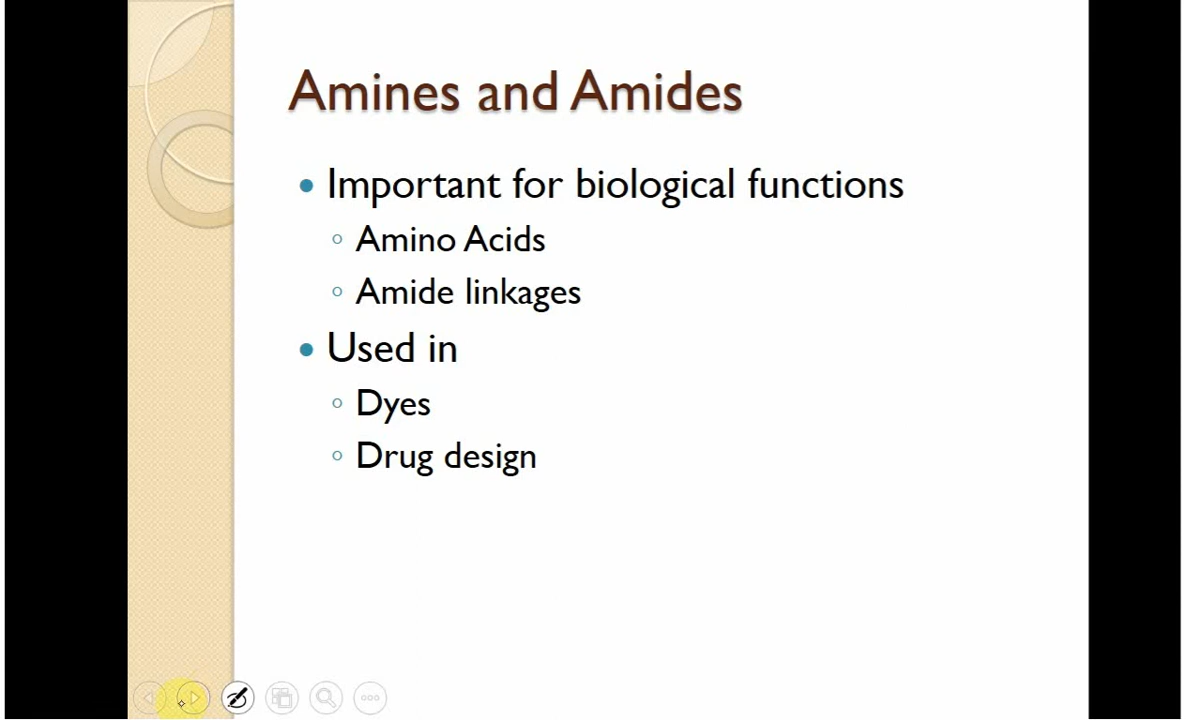 Amines and Amides
• Important for biological functions
◦ Amino Acids
◦ Amide linkages
• Used in
◦ Dyes
◦ Drug design